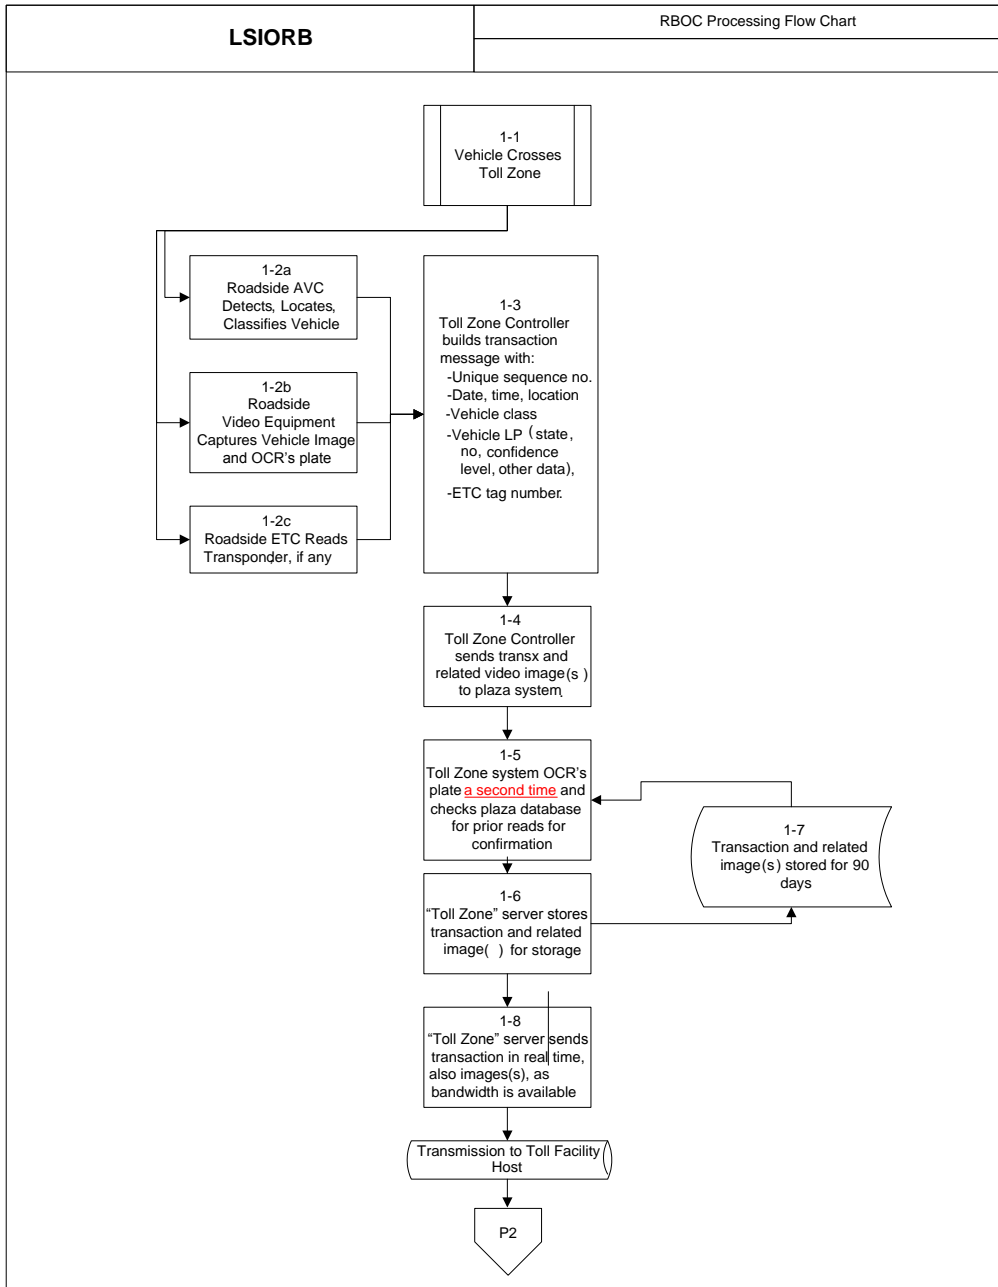 LSIORB
RBOC Processing Flow Chart
1-1
Vehicle Crosses
Toll Zone
1-2a
Roadside AVC
Detects, Locates,
Classifies Vehicle
1-2b
Roadside
Video Equipment
Captures Vehicle Image
and OCR's plate
1-2c
Roadside ETC Reads
Transponder, if any
1-3
Toll Zone Controller
builds transaction
message with:
-Unique sequence no.
-Date, time, location
-Vehicle class
-Vehicle LP (state,
no, confidence
level, other data),
-ETC tag number.
1-4
Toll Zone Controller
sends transx and
related video image(s )
to plaza system.
1-5
Toll Zone system OCR's
plate a second time and
checks plaza database
for prior reads for
confirmation
1-7
Transaction and related
image(s) stored for 90
days
1-6
“Toll Zone” server stores
transaction and related
image( ) for storage
1-8
“Toll Zone” server sends
transaction in real time,
also images(s), as
bandwidth is available
Transmission to Toll Facility
Host
P2